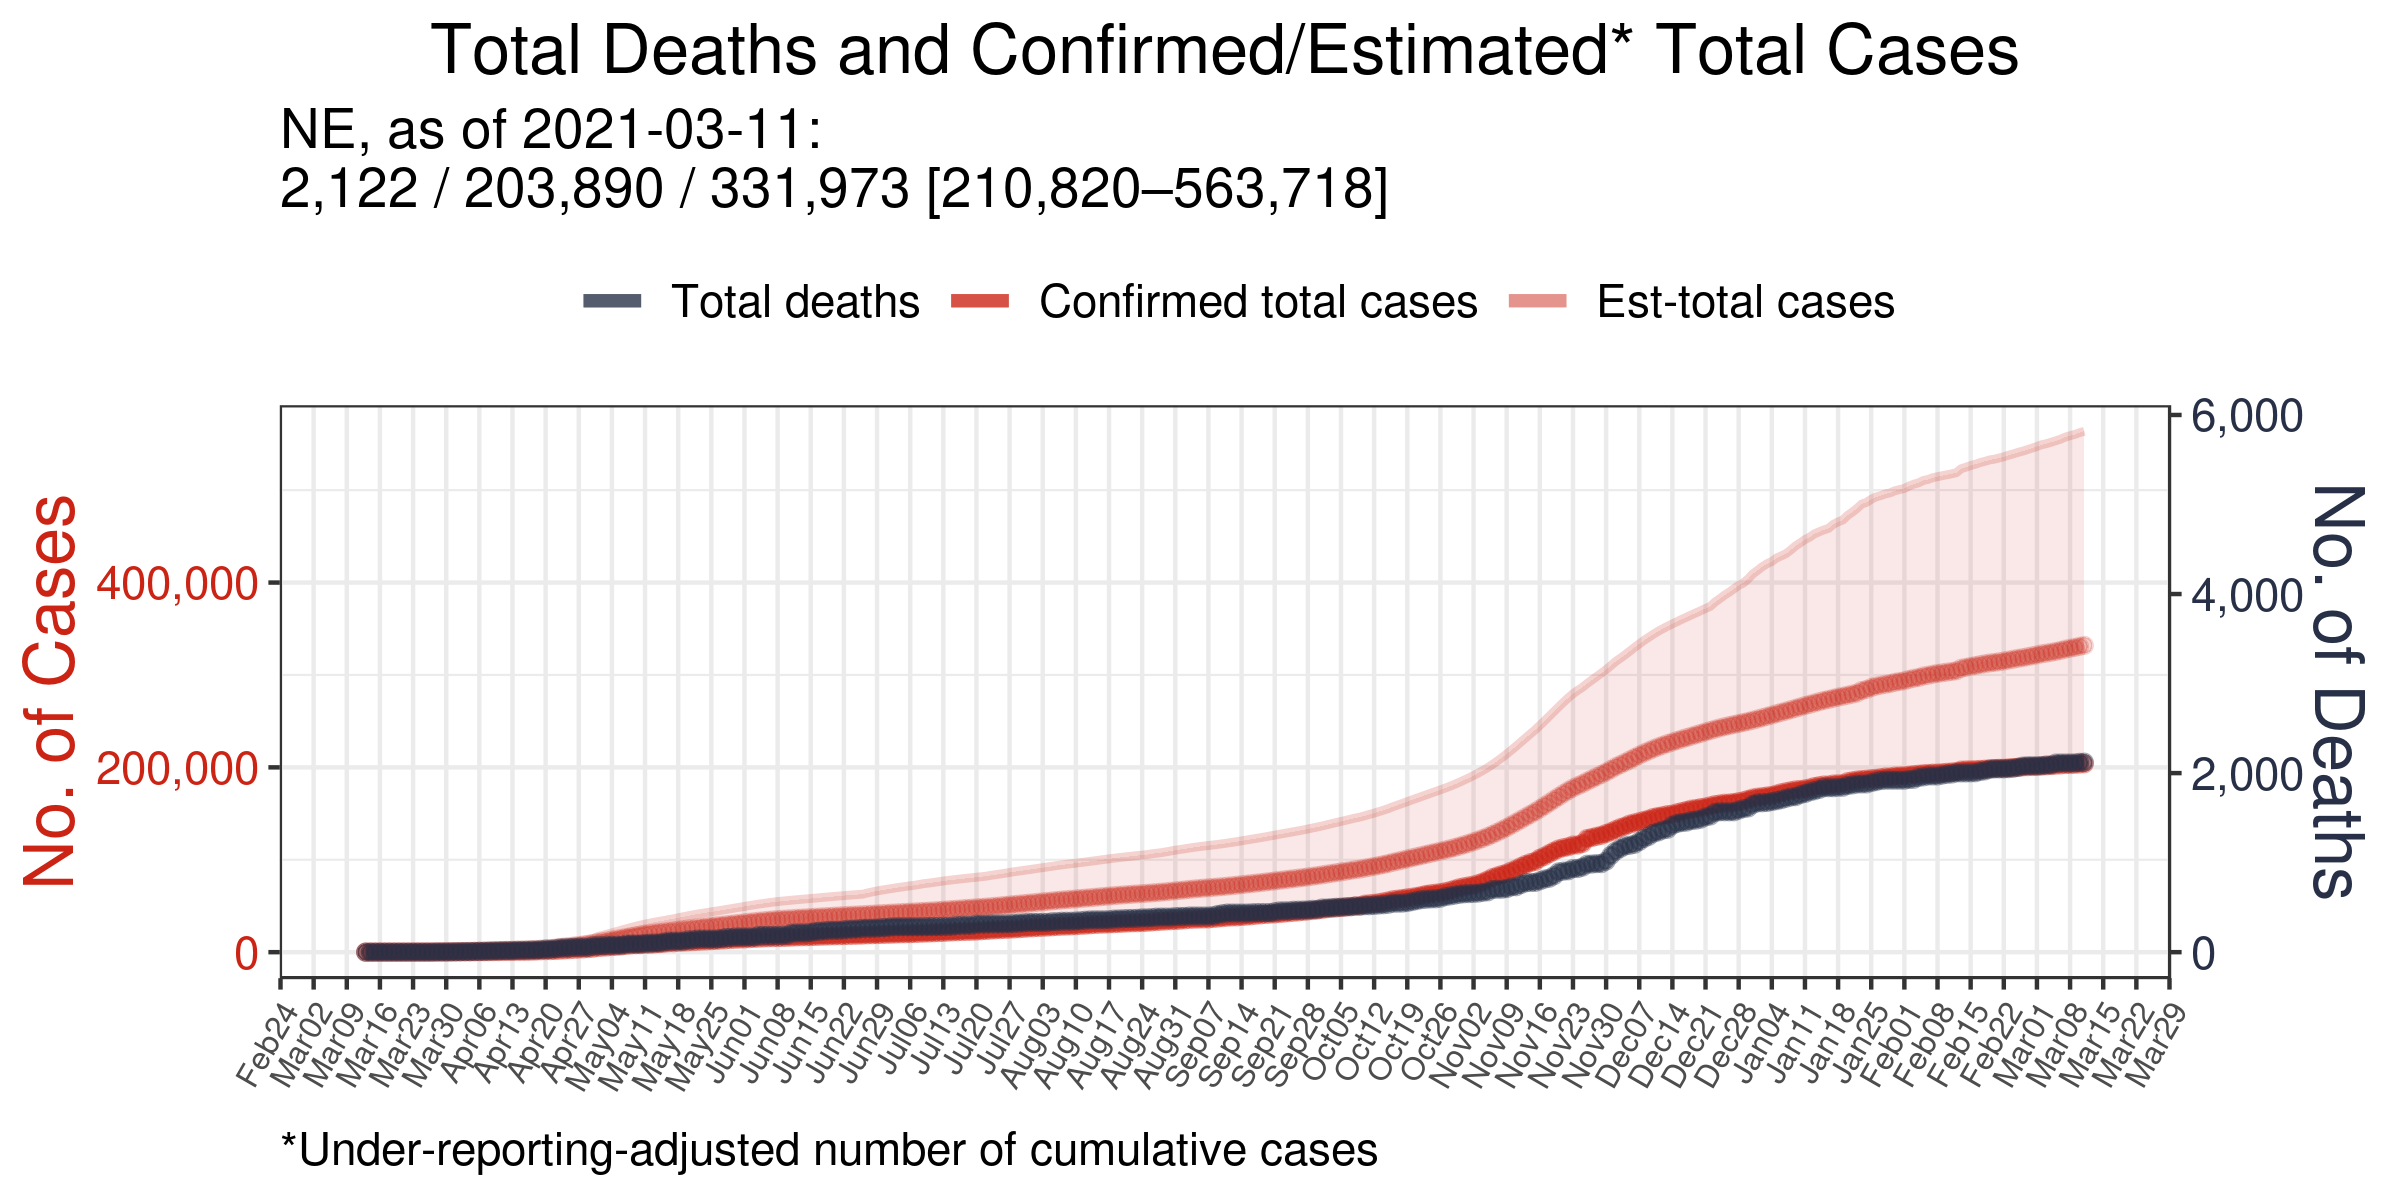 Total Deaths and Confirmed/Estimated* Total Cases
NE, as of 2021-03-11:
2,122 / 203,890 / 331,973 [210,820–563,718]
Total deaths
Confirmed total cases
Est-total cases
No. of Cases
400,000
200,000
0
6,000
4,000
2,000
0
No. of Deaths
Feb24
Mar02
Mar09
Mar16
Mar23
Mar30
Apr06
Apr13
Apr20
Apr27
May04
May11
May18
May25
Jun01
Jun08
Jun15
Jun22
Jun29
Jul06
Jul13
Jul20
Jul27
Aug03
Aug10
Aug17
Aug24
Aug31
Sep07
Sep14
Sep21
Sep28
Oct05
Oct12
Oct19
Oct26
Nov02
Nov09
Nov16
Nov23
Nov30
Dec07
Dec14
Dec21
Dec28
Jan04
Jan11
Jan18
Jan25
Feb01
Feb08
Feb15
Feb22
Mar01
Mar08
Mar15
Mar22
Mar29
*Under-reporting-adjusted number of cumulative cases